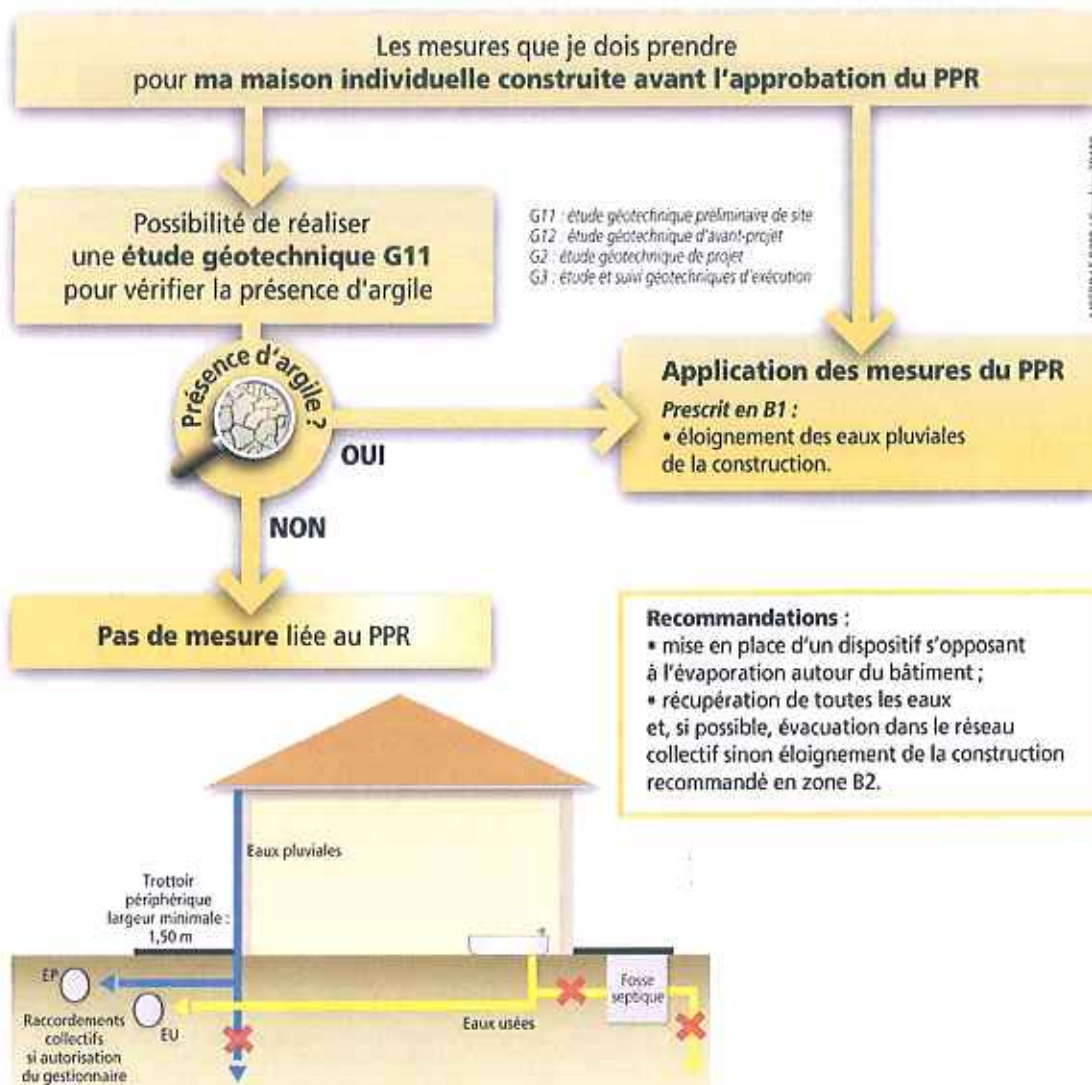 Les mesures que je dois prendre
pour ma maison individuelle construite avant l'approbation du PPR
Possibilité de réaliser
une étude géotechnique G11
pour vérifier la présence d'argile
G11 : étude géotechnique préliminaire de site
G12 : étude géotechnique d'avant-projet
G2 : étude géotechnique de projet
G3 : étude et suivi géotechniques d'exécution
Présence d'argile ?
OUI
NON
Application des mesures du PPR
Prescrit en B1 :
• éloignement des eaux pluviales
de la construction.
Pas de mesure liée au PPR
Recommandations :
• mise en place d'un dispositif s'opposant
à l'évaporation autour du bâtiment ;
• récupération de toutes les eaux
et, si possible, évacuation dans le réseau
collectif sinon éloignement de la construction
recommandé en zone B2.
Eaux pluviales
Trottoir
périphérique
largeur minimale :
1,50 m
EP
EU
Raccordements
collectifs
si autorisation
du gestionnaire
Eaux usées
Fosse
septique